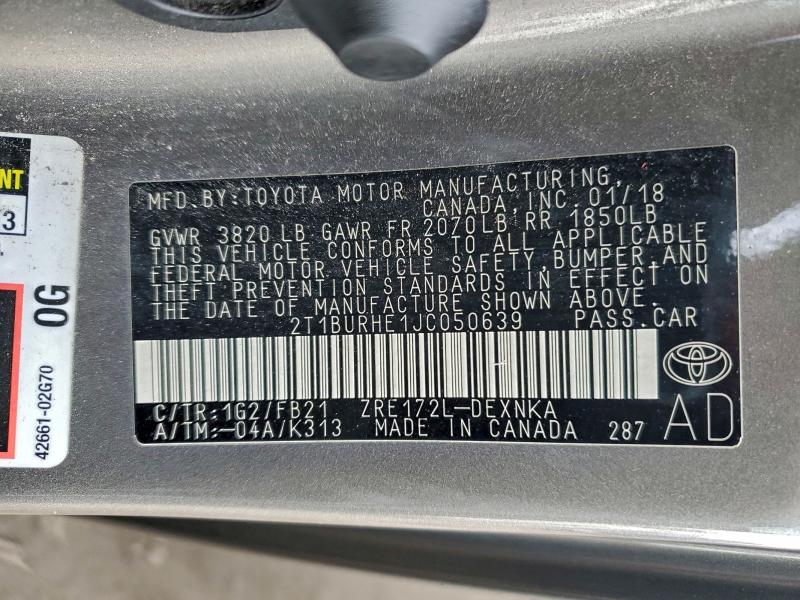 NT
3
0G
42661-02G70
MFD.BY:TOYOTA MOTOR MANUFACTURING,
CANADA,INC.01/18
GVWR 3820 LB GAWR FR 2070LB RR 1850LB
THIS VEHICLE CONFORMS TO ALL APPLICABLE
FEDERAL MOTOR VEHICLE SAFETY,BUMPER,AND
THEFT PREVENTION STANDARDS IN EFFECT ON
THE DATE OF MANUFACTURE SHOWN ABOVE.
2T1BURHE1JC050639 PASS.CAR
C/TR:1G2/FB21 ZRE172L-DEXNKA
A/TM:-04A/K313 MADE IN CANADA 287
AD